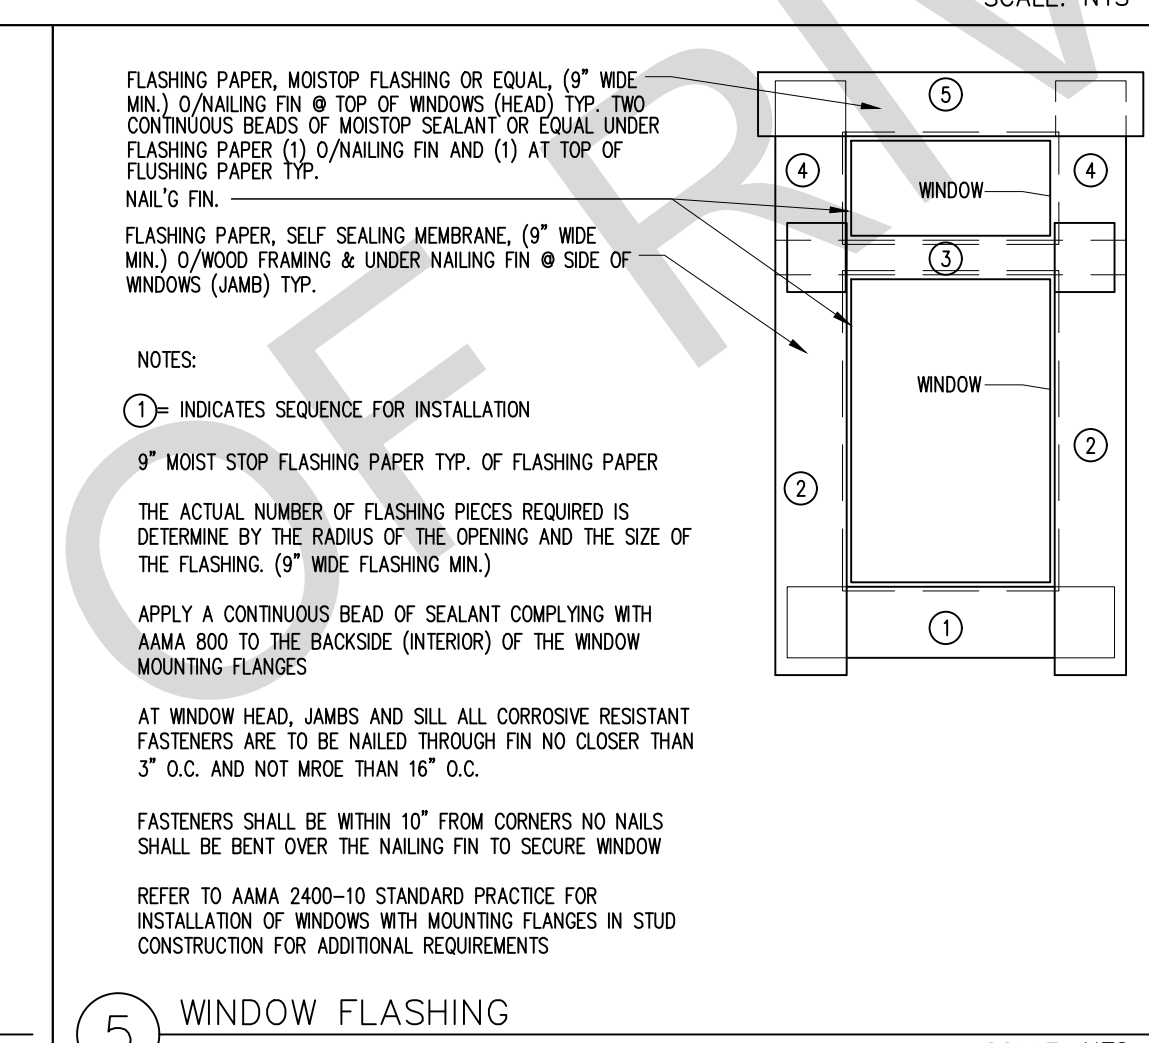 FLASHING PAPER, MOISTOP FLASHING OR EQUAL, (9" WIDE
MIN.) O/NAILING FIN @ TOP OF WINDOWS (HEAD) TYP. TWO
CONTINUOUS BEADS OF MOISTOP SEALANT OR EQUAL UNDER
FLASHING PAPER (1) O/NAILING FIN AND (1) AT TOP OF
FLUSHING PAPER TYP.
NAIL'G FIN.
FLASHING PAPER, SELF SEALING MEMBRANE, (9" WIDE
MIN.) O/WOOD FRAMING & UNDER NAILING FIN @ SIDE OF
WINDOWS (JAMB) TYP.
NOTES:
1 = INDICATES SEQUENCE FOR INSTALLATION
9" MOIST STOP FLASHING PAPER TYP. OF FLASHING PAPER
THE ACTUAL NUMBER OF FLASHING PIECES REQUIRED IS
DETERMINE BY THE RADIUS OF THE OPENING AND THE SIZE OF
THE FLASHING. (9" WIDE FLASHING MIN.)
APPLY A CONTINUOUS BEAD OF SEALANT COMPLYING WITH
AAMA 800 TO THE BACKSIDE (INTERIOR) OF THE WINDOW
MOUNTING FLANGES
AT WINDOW HEAD, JAMBS AND SILL ALL CORROSIVE RESISTANT
FASTENERS ARE TO BE NAILED THROUGH FIN NO CLOSER THAN
3" O.C. AND NOT MROE THAN 16" O.C.
FASTENERS SHALL BE WITHIN 10" FROM CORNERS NO NAILS
SHALL BE BENT OVER THE NAILING FIN TO SECURE WINDOW
REFER TO AAMA 2400-10 STANDARD PRACTICE FOR
INSTALLATION OF WINDOWS WITH MOUNTING FLANGES IN STUD
CONSTRUCTION FOR ADDITIONAL REQUIREMENTS
5
4
WINDOW
4
3
WINDOW
2
2
1
5 WINDOW FLASHING
OF